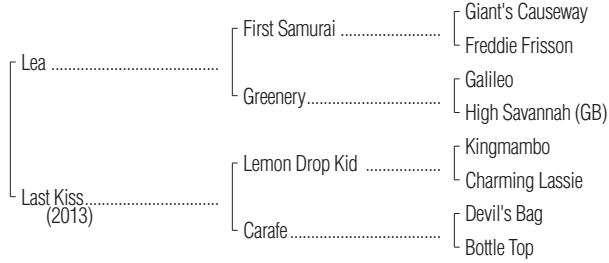 Giant's Causeway
First Samurai ....................
Freddie Frisson
Lea ......................................
Galileo
Greenery...............................
High Savannah (GB)
Kingmambo
Lemon Drop Kid .................
Charming Lassie
Last Kiss...............................
(2013)
Devil's Bag
Carafe...................................
Bottle Top